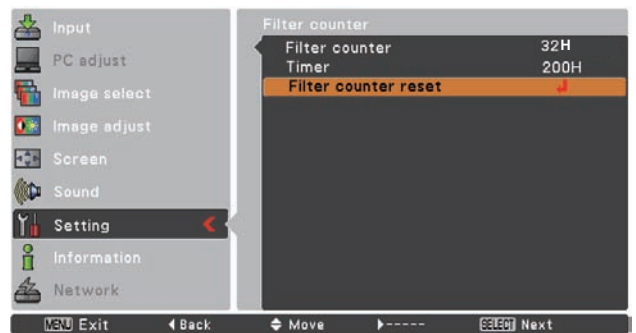 Input
PC adjust
Image select
Image adjust
Screen
Sound
Setting
Information
Network
Filter counter
Filter counter 32H
Timer 200H
Filter counter reset
MENU Exit Back Move ----- SELECT Next